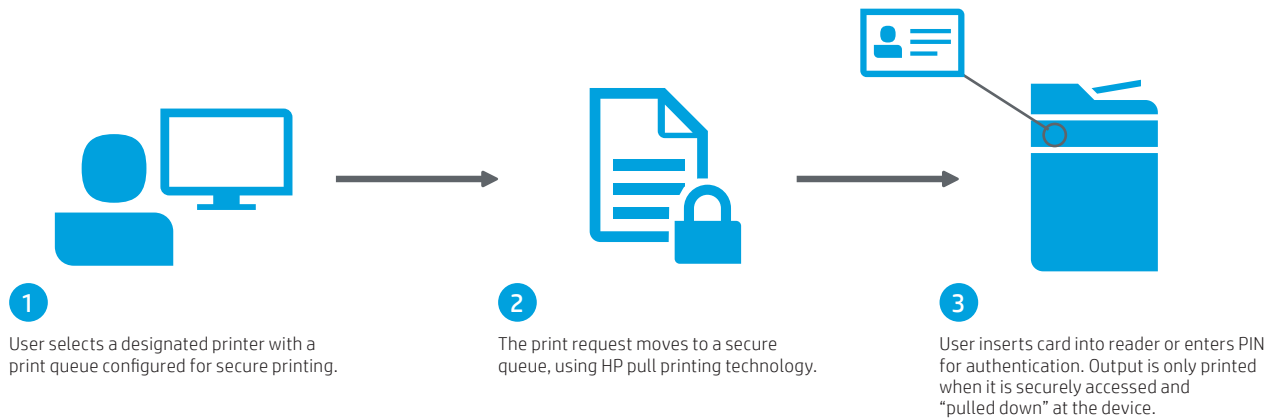 1
User selects a designated printer with a
print queue configured for secure printing.
2
The print request moves to a secure
queue, using HP pull printing technology.
3
User inserts card into reader or enters PIN
for authentication. Output is only printed
when it is securely accessed and
“pulled down” at the device.